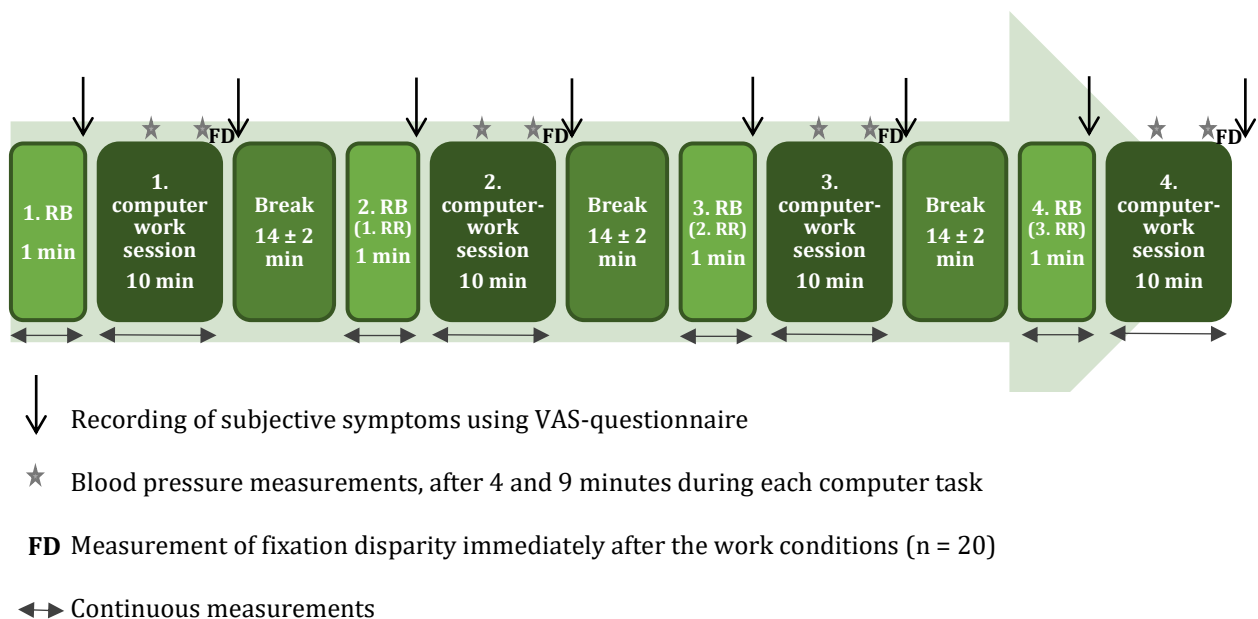 FD
FD
FD
FD
1. RB
1 min
1.
computer
work
session
10 min
Break
14 ± 2
min
2. RB
(1. RR)
1 min
2.
computer-
work
session
10 min
Break
14 ± 2
min
3. RB
(2. RR)
1 min
3.
computer-
work
session
10 min
Break
14 ± 2
min
4. RB
(3. RR)
1 min
4.
computer-
work
session
10 min
Recording of subjective symptoms using VAS-questionnaire
Blood pressure measurements, after 4 and 9 minutes during each computer task
FD Measurement of fixation disparity immediately after the work conditions (n = 20)
Continuous measurements